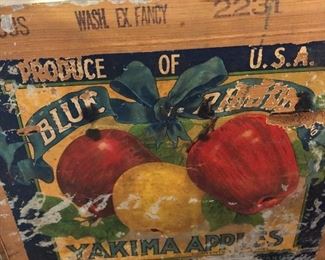 WASH. EX. FANCY 2231
PRODUCE OF U.S.A.
BLUE
YAKIMA APPLES